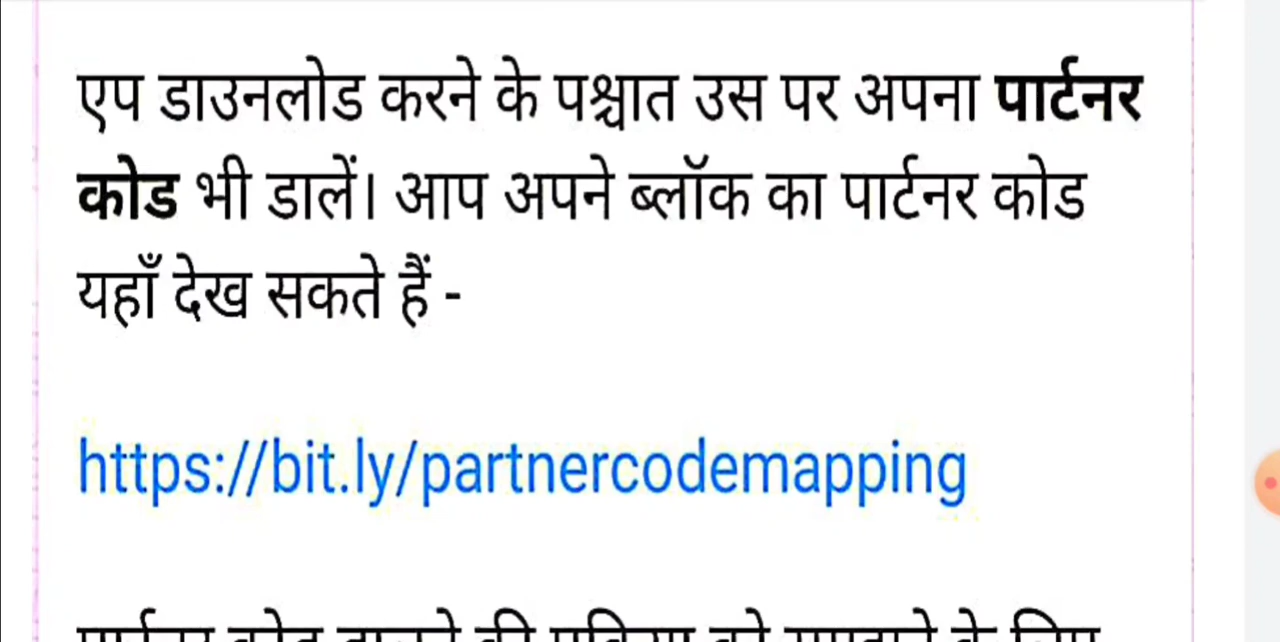 एप डाउनलोड करने के पश्चात उस पर अपना पार्टनर
कोड भी डालें। आप अपने ब्लॉक का पार्टनर कोड
यहाँ देख सकते हैं -
https://bit.ly/partnercodemapping